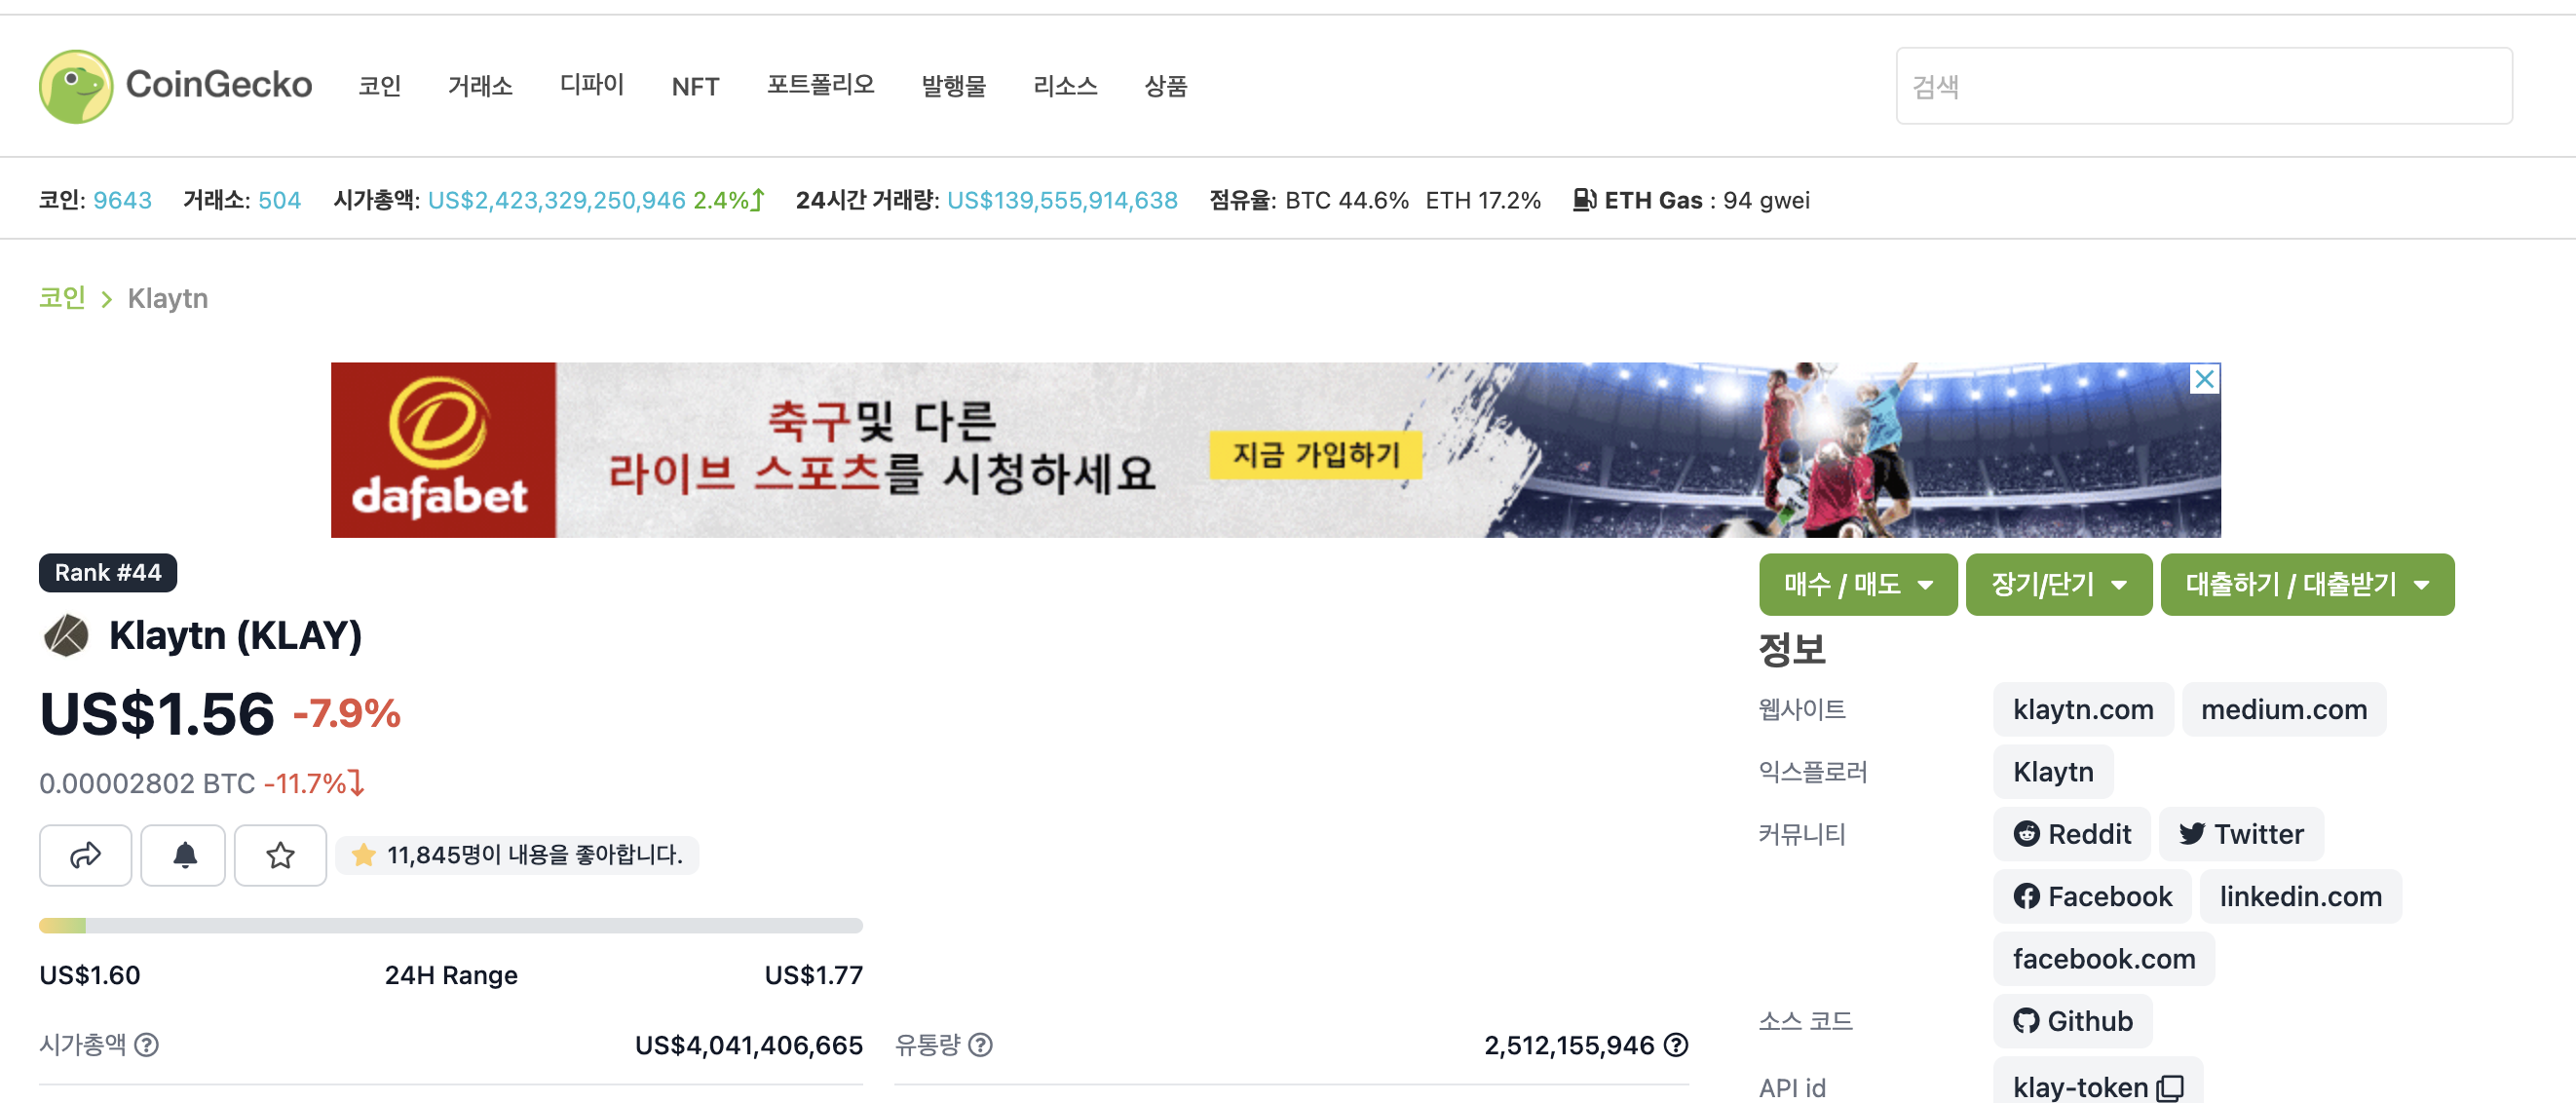 CoinGecko 코인 거래소 디파이 NFT 포트폴리오 발행물 리소스 상품 검색
코인: 9643 거래소: 504 시가총액: US$2,423,329,250,946 2.4% 24시간 거래량: US$139,555,914,638 점유율: BTC 44.6% ETH 17.2% ETH Gas : 94 gwei
코인 > Klaytn
dafabet
축구및 다른
라이브 스포츠를 시청하세요
지금 가입하기
Rank #44
Klaytn (KLAY)
US$1.56 -7.9%
0.00002802 BTC -11.7%
11,845명이 내용을 좋아합니다.
US$1.60 24H Range US$1.77
시가총액 US$4,041,406,665 유통량 2,512,155,946
매수 / 매도 장기/단기 대출하기 / 대출받기
정보
웹사이트 klaytn.com medium.com
익스플로러 Klaytn
커뮤니티 Reddit Twitter
Facebook linkedin.com
facebook.com
소스 코드 Github
API id klay-token